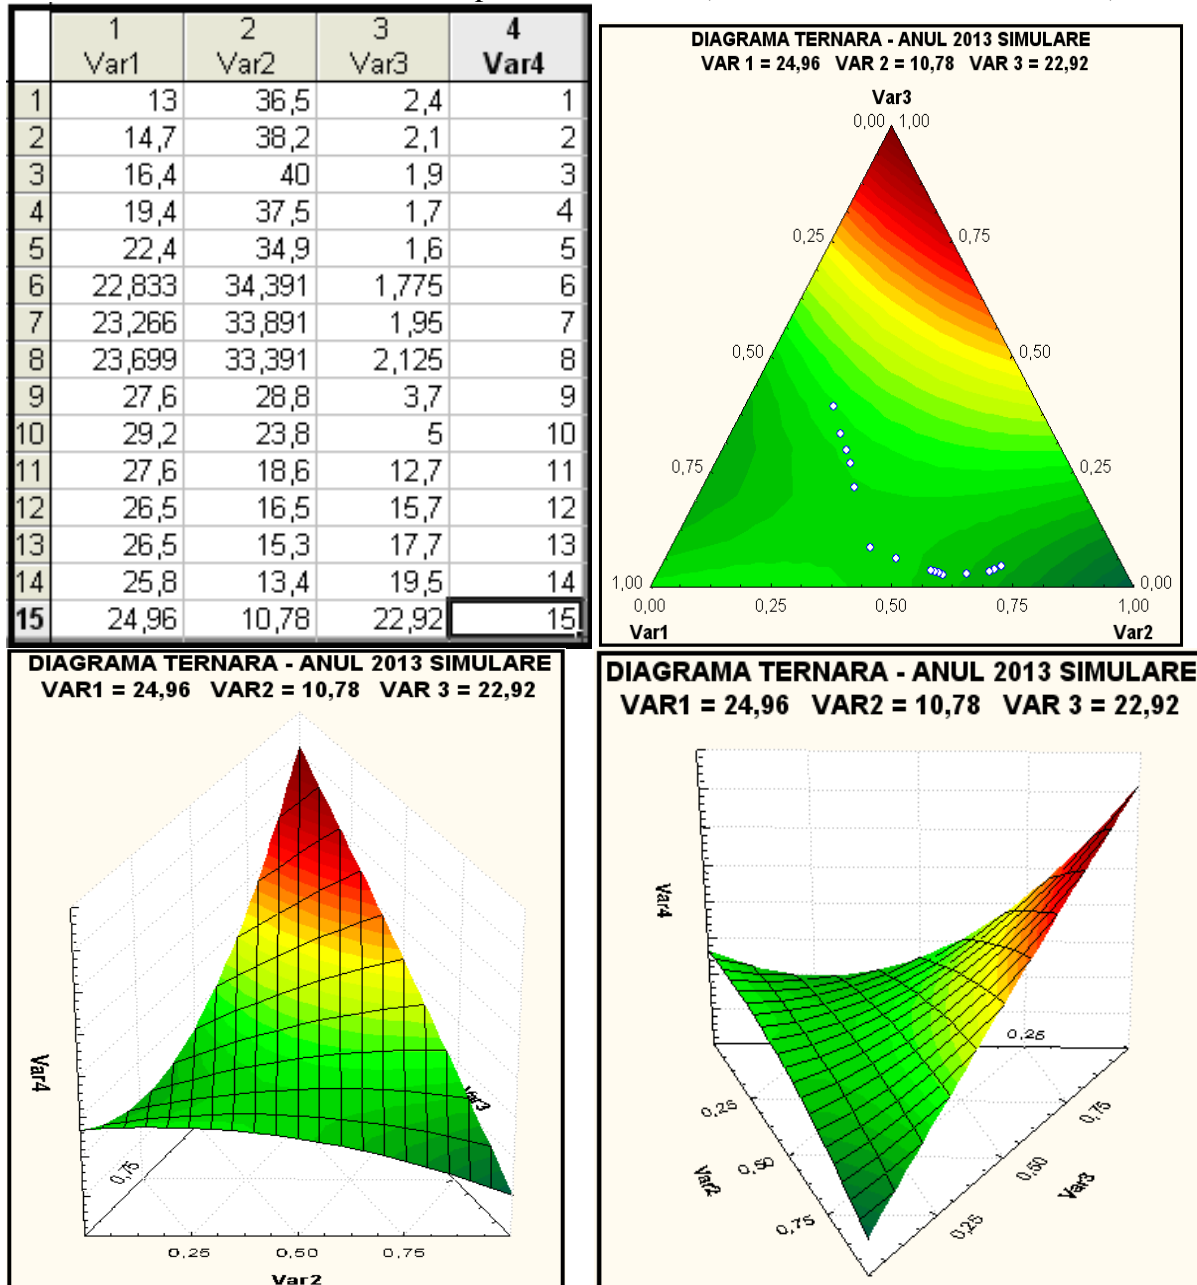 1 2 3 4
Var1 Var2 Var3 Var4
1 13 36,5 2,4 1
2 14,7 38,2 2,1 2
3 16,4 40 1,9 3
4 19,4 37,5 1,7 4
5 22,4 34,9 1,6 5
6 22,833 34,391 1,775 6
7 23,266 33,891 1,95 7
8 23,699 33,391 2,125 8
9 27,6 28,8 3,7 9
10 29,2 23,8 5 10
11 27,6 18,6 12,7 11
12 26,5 16,5 15,7 12
13 26,5 15,3 17,7 13
14 25,8 13,4 19,5 14
15 24,96 10,78 22,92 15
DIAGRAMA TERNARA - ANUL 2013 SIMULARE
VAR 1 = 24,96 VAR 2 = 10,78 VAR 3 = 22,92
Var3
0,00 1,00
0,25 0,75
0,50 0,50
0,75 0,25
1,00 0,00
0,00 0,25 0,50 0,75 1,00
Var1 Var2
DIAGRAMA TERNARA - ANUL 2013 SIMULARE
VAR1 = 24,96 VAR2 = 10,78 VAR 3 = 22,92
Var4
Var3
0,75
0,25 0,50 0,75
Var2
DIAGRAMA TERNARA - ANUL 2013 SIMULARE
VAR1 = 24,96 VAR2 = 10,78 VAR 3 = 22,92
Var4
0,25
0,25 0,75
0,50 0,50
Var2 Var3
0,75 0,25